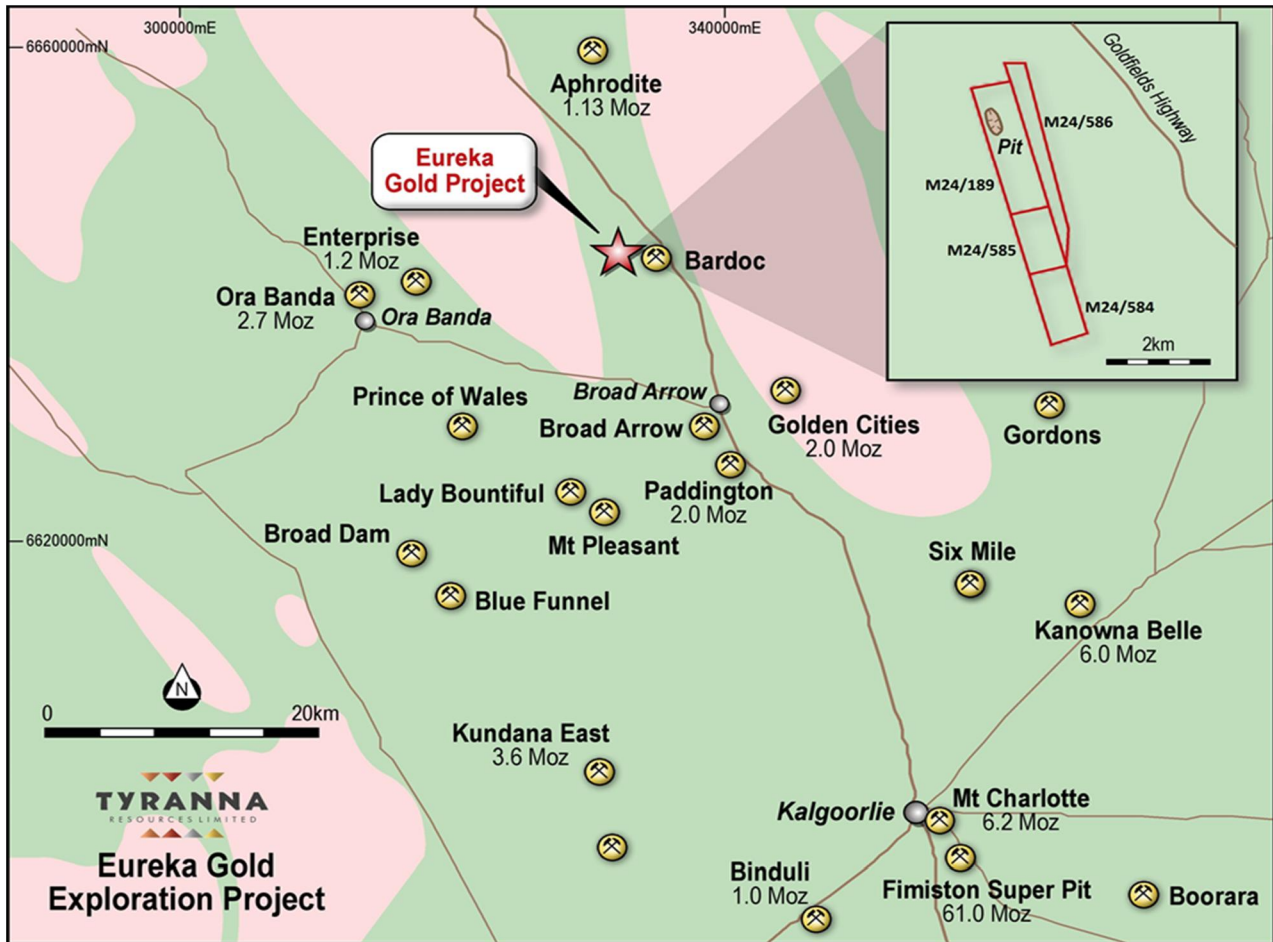 300000mE
340000mE
6660000mN
Aphrodite
1.13 Moz
Eureka
Gold Project
Goldfields Highway
M24/586
Pit
M24/189
M24/585
M24/584
2km
Enterprise
1.2 Moz
Bardoc
Ora Banda
2.7 Moz
Ora Banda
Prince of Wales
Broad Arrow
Broad Arrow
Golden Cities
2.0 Moz
Gordons
Lady Bountiful
Paddington
2.0 Moz
Mt Pleasant
6620000mN
Broad Dam
Six Mile
Blue Funnel
Kanowna Belle
6.0 Moz
N
0
20km
Kundana East
3.6 Moz
TYRANNA
RESOURCES LIMITED
Eureka Gold
Exploration Project
Kalgoorlie
Mt Charlotte
6.2 Moz
Binduli
1.0 Moz
Fimiston Super Pit
61.0 Moz
Boorara